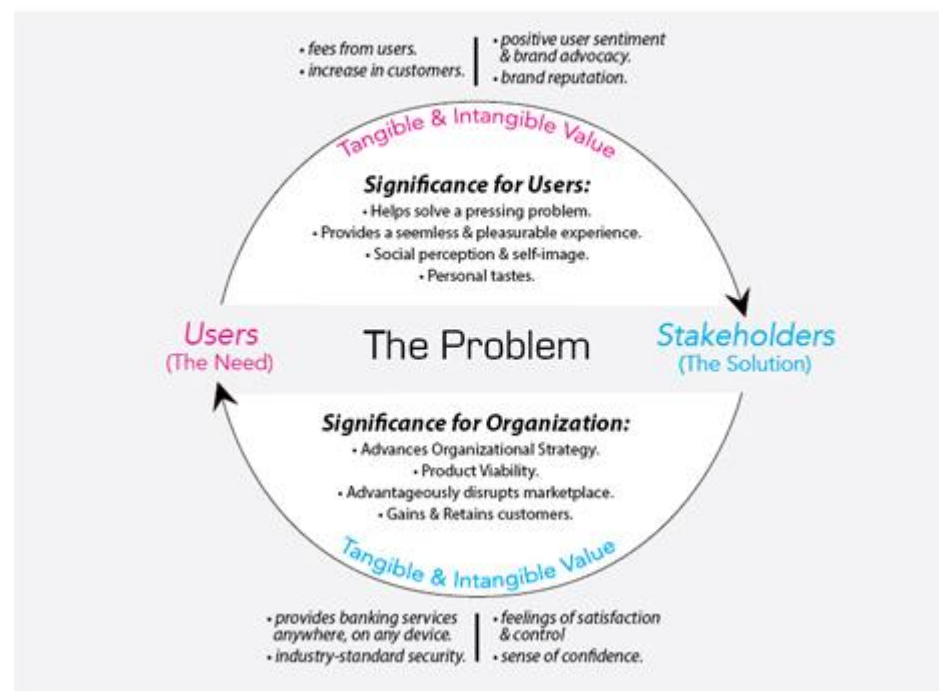 • fees from users.
• increase in customers.
• positive user sentiment
& brand advocacy.
• brand reputation.
Tangible & Intangible Value
Significance for Users:
• Helps solve a pressing problem.
• Provides a seemless & pleasurable experience.
• Social perception & self-image.
• Personal tastes.
Users
(The Need)
The Problem
Stakeholders
(The Solution)
Significance for Organization:
• Advances Organizational Strategy.
• Product Viability.
• Advantageously disrupts marketplace.
• Gains & Retains customers.
Tangible & Intangible Value
• provides banking services
anywhere, on any device.
• industry-standard security.
• feelings of satisfaction
& control
• sense of confidence.